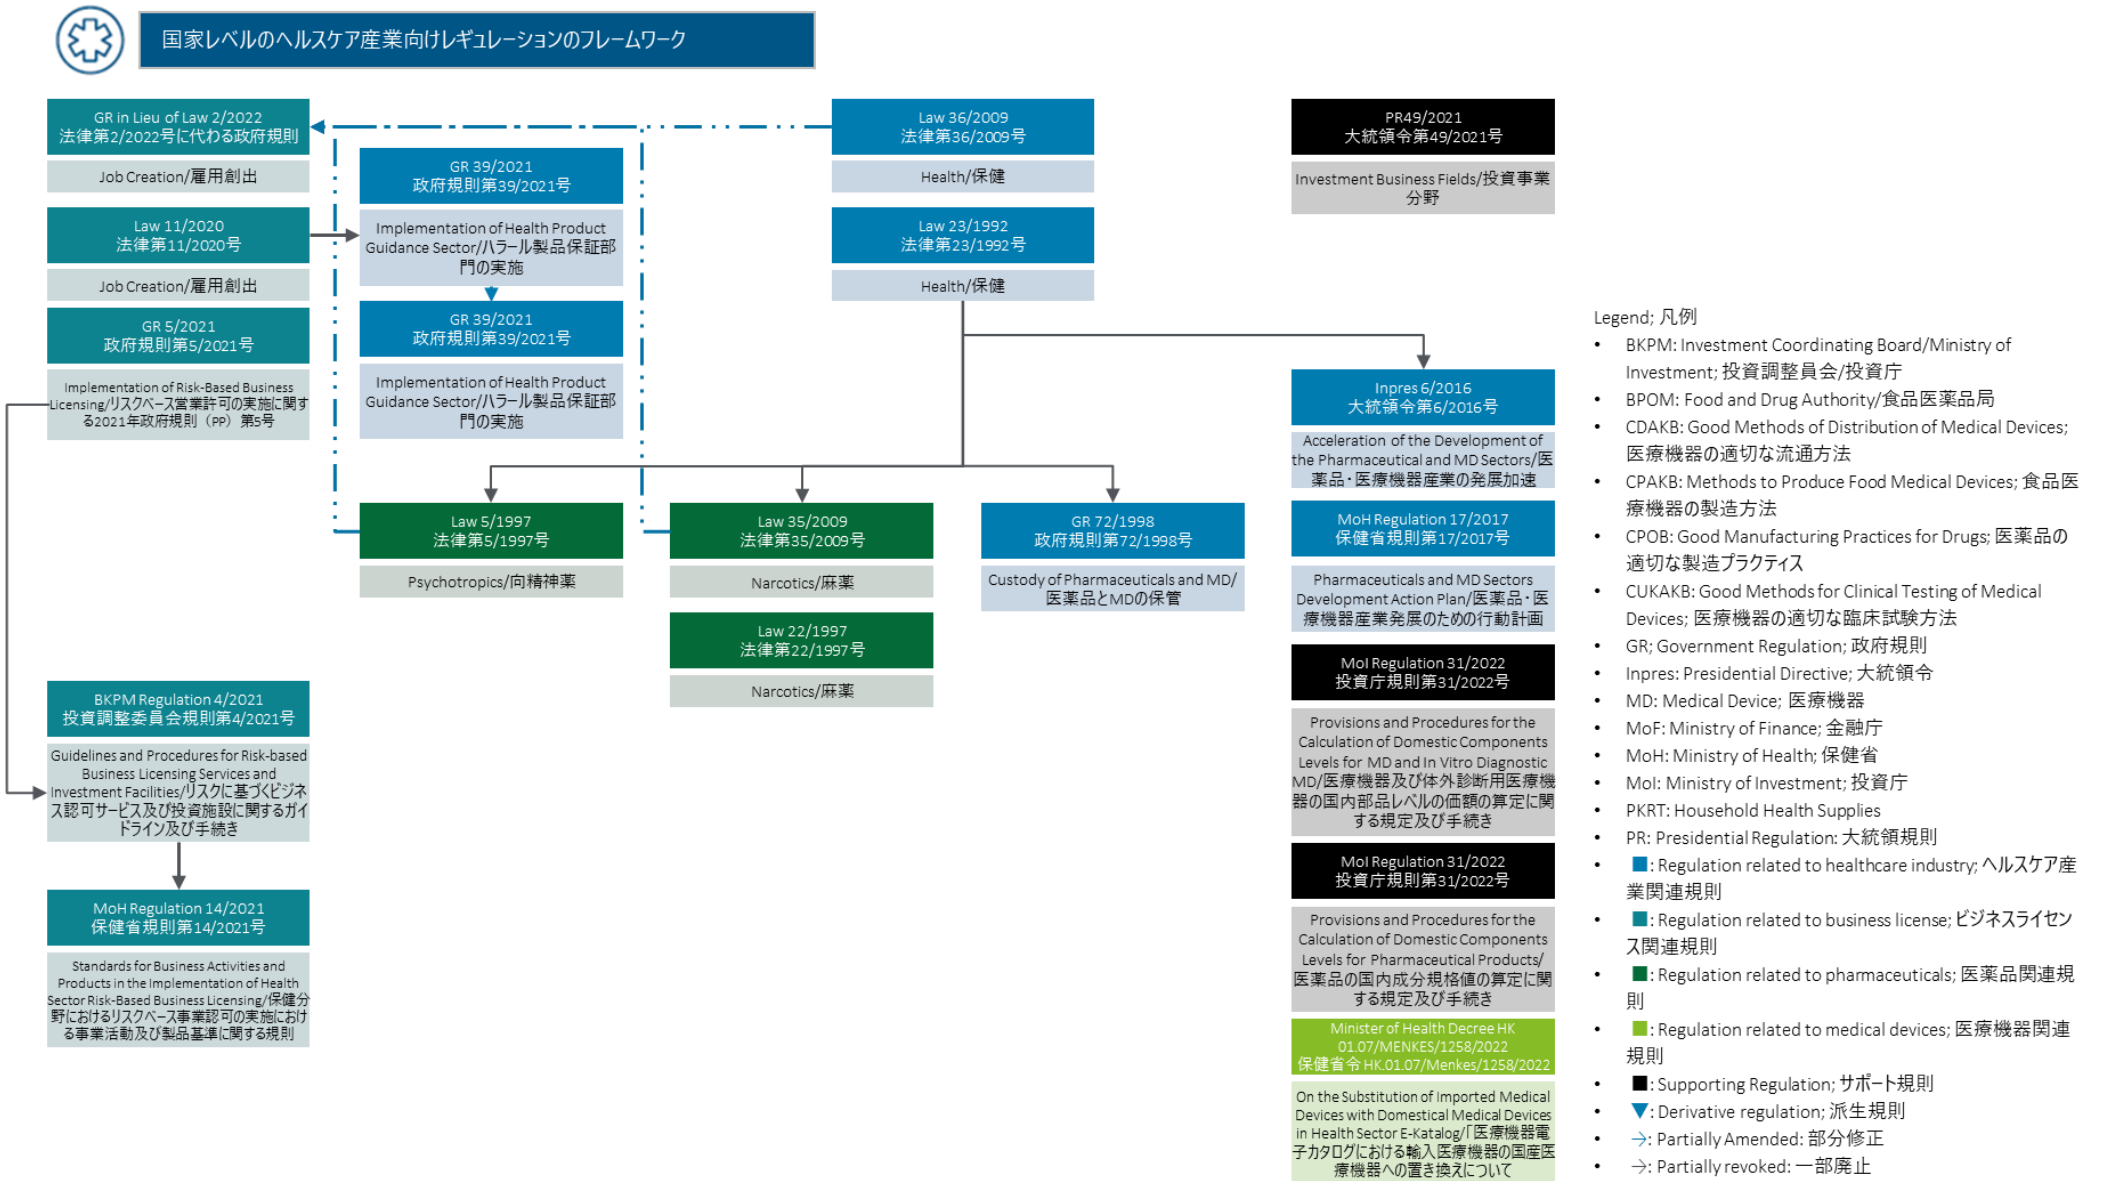 国家レベルのヘルスケア産業向けレギュレーションのフレームワーク
GR in Lieu of Law 2/2022
法律第2/2022号に代わる政府規則
Job Creation/雇用創出
Law 11/2020
法律第11/2020号
Job Creation/雇用創出
GR 5/2021
政府規則第5/2021号
Implementation of Risk-Based Business
Licensing/リスクベース営業許可の実施に関す
る2021年政府規則（PP）第5号
BKPM Regulation 4/2021
投資調整委員会規則第4/2021号
Guidelines and Procedures for Risk-based
Business Licensing Services and
Investment Facilities/リスクに基づくビジネ
ス認可サービス及び投資施設に関するガイ
ドライン及び手続き
MoH Regulation 14/2021
保健省規則第14/2021号
Standards for Business Activities and
Products in the Implementation of Health
Sector Risk-Based Business Licensing/保健分
野におけるリスクベース事業認可の実施におけ
る事業活動及び製品基準に関する規則
GR 39/2021
政府規則第39/2021号
Implementation of Health Product
Guidance Sector/ハラール製品保証部
門の実施
GR 39/2021
政府規則第39/2021号
Implementation of Health Product
Guidance Sector/ハラール製品保証部
門の実施
Law 5/1997
法律第5/1997号
Psychotropics/向精神薬
Law 35/2009
法律第35/2009号
Narcotics/麻薬
Law 22/1997
法律第22/1997号
Narcotics/麻薬
Law 36/2009
法律第36/2009号
Health/保健
Law 23/1992
法律第23/1992号
Health/保健
GR 72/1998
政府規則第72/1998号
Custody of Pharmaceuticals and MD/
医薬品とMDの保管
PR49/2021
大統領令第49/2021号
Investment Business Fields/投資事業
分野
Inpres 6/2016
大統領令第6/2016号
Acceleration of the Development of
the Pharmaceutical and MD Sectors/医
薬品・医療機器産業の発展加速
MoH Regulation 17/2017
保健省規則第17/2017号
Pharmaceuticals and MD Sectors
Development Action Plan/医薬品・医
療機器産業発展のための行動計画
MoI Regulation 31/2022
投資庁規則第31/2022号
Provisions and Procedures for the
Calculation of Domestic Components
Levels for MD and In Vitro Diagnostic
MD/医療機器及び体外診断用医療機
器の国内部品レベルの価額の算定に関
する規定及び手続き
MoI Regulation 31/2022
投資庁規則第31/2022号
Provisions and Procedures for the
Calculation of Domestic Components
Levels for Pharmaceutical Products/
医薬品の国内成分規格値の算定に関
する規定及び手続き
Minister of Health Decree HK
01.07/MENKES/1258/2022
保健省令 HK.01.07/Menkes/1258/2022
On the Substitution of Imported Medical
Devices with Domestical Medical Devices
in Health Sector E-Katalog/「医療機器電
子カタログにおける輸入医療機器の国産医
療機器への置き換えについて
Legend; 凡例
• BKPM: Investment Coordinating Board/Ministry of
Investment; 投資調整員会/投資庁
• BPOM: Food and Drug Authority/食品医薬品局
• CDAKB: Good Methods of Distribution of Medical Devices;
医療機器の適切な流通方法
• CPAKB: Methods to Produce Food Medical Devices; 食品医
療機器の製造方法
• CPOB: Good Manufacturing Practices for Drugs; 医薬品の
適切な製造プラクティス
• CUKAKB: Good Methods for Clinical Testing of Medical
Devices; 医療機器の適切な臨床試験方法
• GR; Government Regulation; 政府規則
• Inpres: Presidential Directive; 大統領令
• MD: Medical Device; 医療機器
• MoF: Ministry of Finance; 金融庁
• MoH: Ministry of Health; 保健省
• MoI: Ministry of Investment; 投資庁
• PKRT: Household Health Supplies
• PR: Presidential Regulation: 大統領規則
• ■: Regulation related to healthcare industry; ヘルスケア産
業関連規則
• ■: Regulation related to business license; ビジネスライセン
ス関連規則
• ■: Regulation related to pharmaceuticals; 医薬品関連規
則
• ■: Regulation related to medical devices; 医療機器関連
規則
• ■: Supporting Regulation; サポート規則
• ▼: Derivative regulation; 派生規則
• →: Partially Amended: 部分修正
• →: Partially revoked: 一部廃止